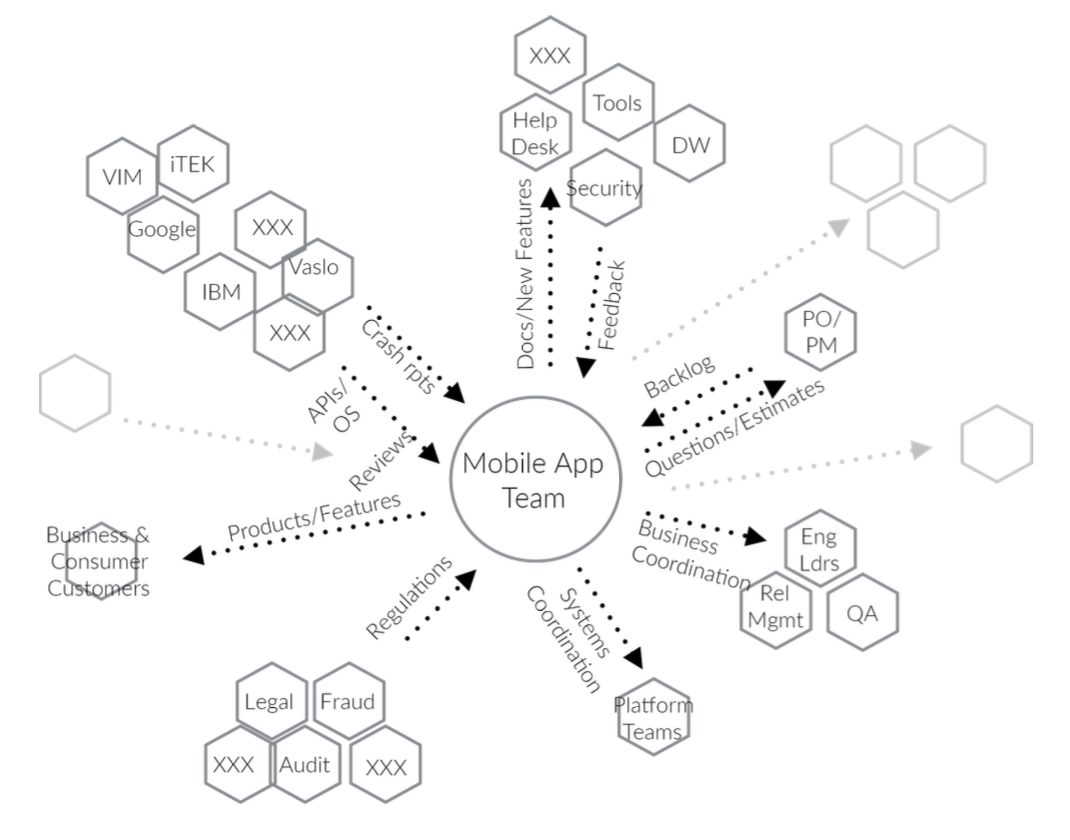 XXX
Tools
Help
Desk
DW
Security
VIM
iTEK
Google
XXX
Vaslo
IBM
XXX
Docs/New Features
Feedback
Crash rpts
APIs/
OS
Reviews
PO/
PM
Backlog
Questions/Estimates
Mobile App
Team
Products/Features
Business &
Consumer
Customers
Business
Coordination
Eng
Ldrs
Rel
Mgmt
QA
Regulations
Systems
Coordination
Platform
Teams
Legal
Fraud
XXX
Audit
XXX